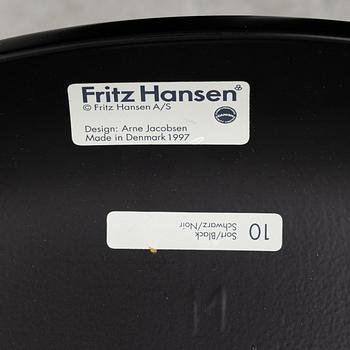 Fritz Hansen
© Fritz Hansen A/S
Design: Arne Jacobsen
Made in Denmark 1997
10 Sort/Black
Schwarz/Noir